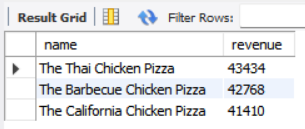 Result Grid Filter Rows:
name revenue
The Thai Chicken Pizza 43434
The Barbecue Chicken Pizza 42768
The California Chicken Pizza 41410